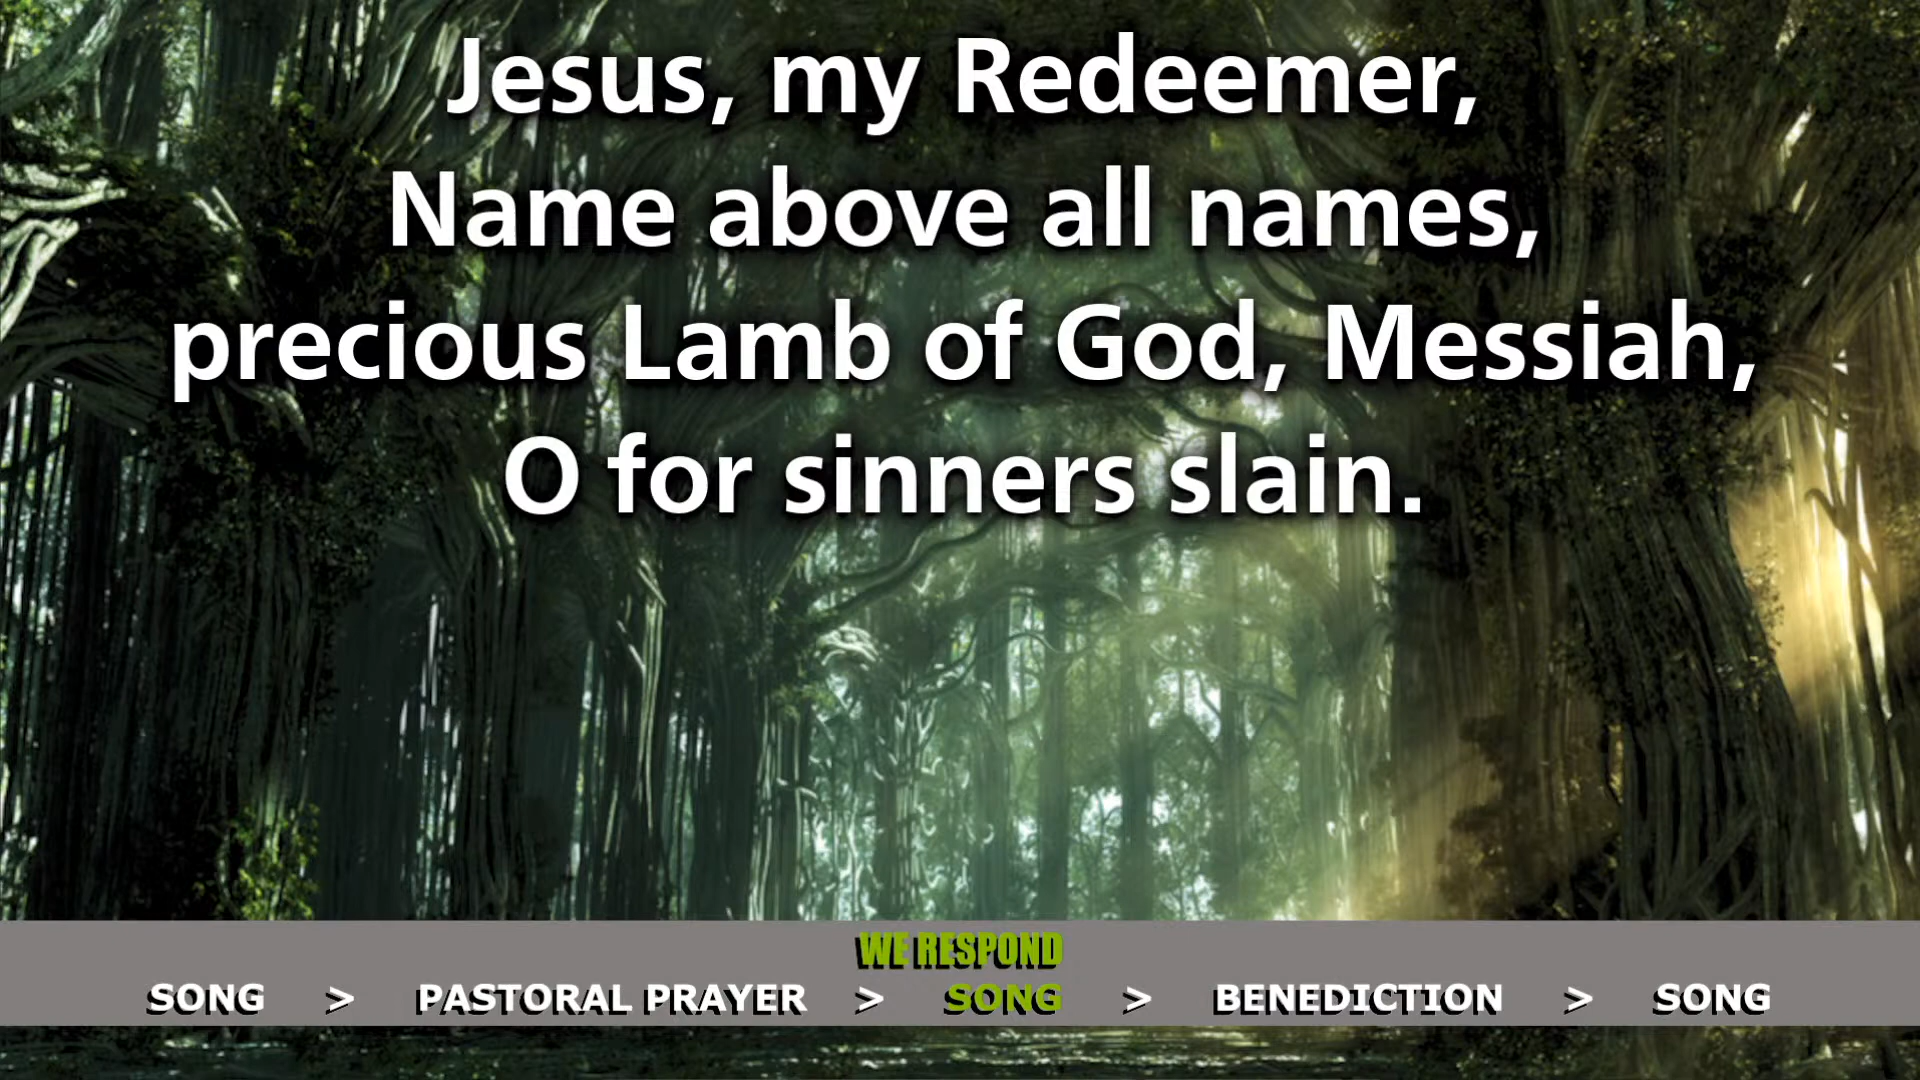 Jesus, my Redeemer,
Name above all names,
precious Lamb of God, Messiah,
O for sinners slain.
WE RESPOND
SONG > PASTORAL PRAYER > SONG > BENEDICTION > SONG